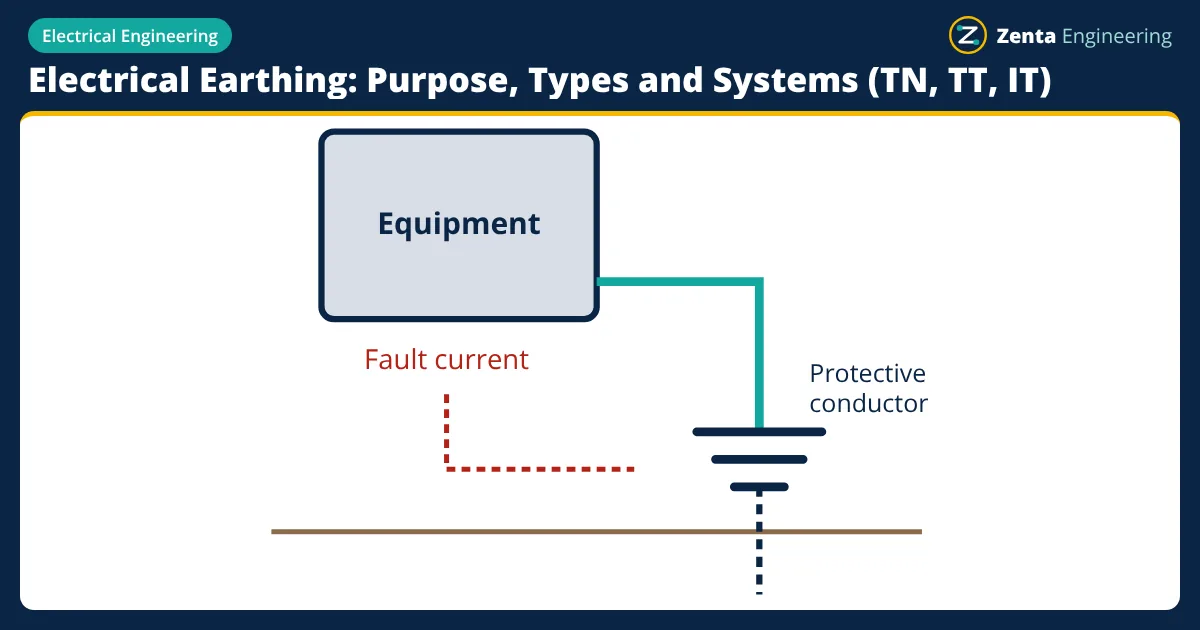 Electrical Engineering
Zenta Engineering
Electrical Earthing: Purpose, Types and Systems (TN, TT, IT)
Equipment
Fault current
Protective
conductor